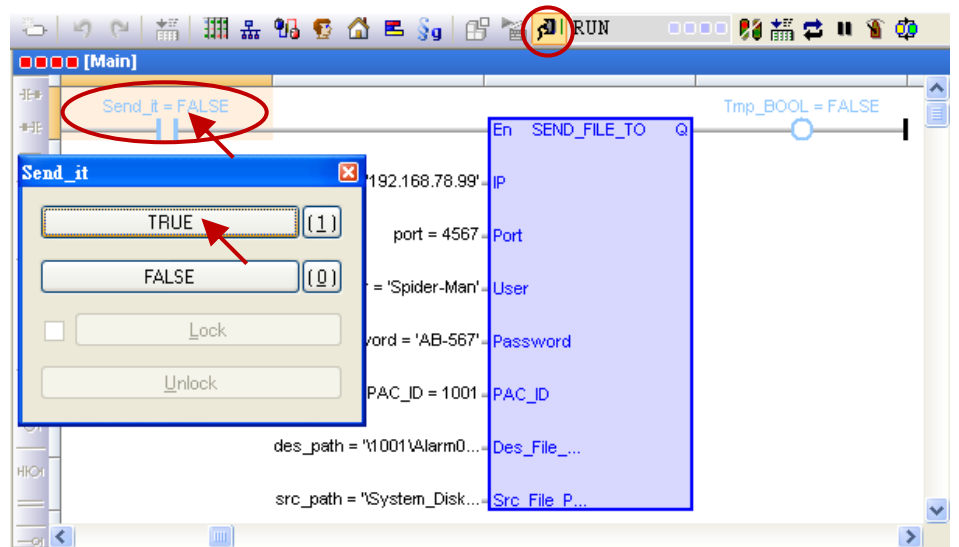 §g
RUN
[Main]
Send_it = FALSE
Tmp_BOOL = FALSE
En SEND_FILE_TO Q
Send_it
'192.168.78.99'
IP
TRUE
(1)
port = 4567
Port
FALSE
(0)
= 'Spider-Man'
User
Lock
'ord = 'AB-567'
Password
Unlock
PAC_ID = 1001
PAC_ID
des_path = '\1001\Alarm0...
Des_File_...
src_path = '\System_Disk...
Src_File_P...